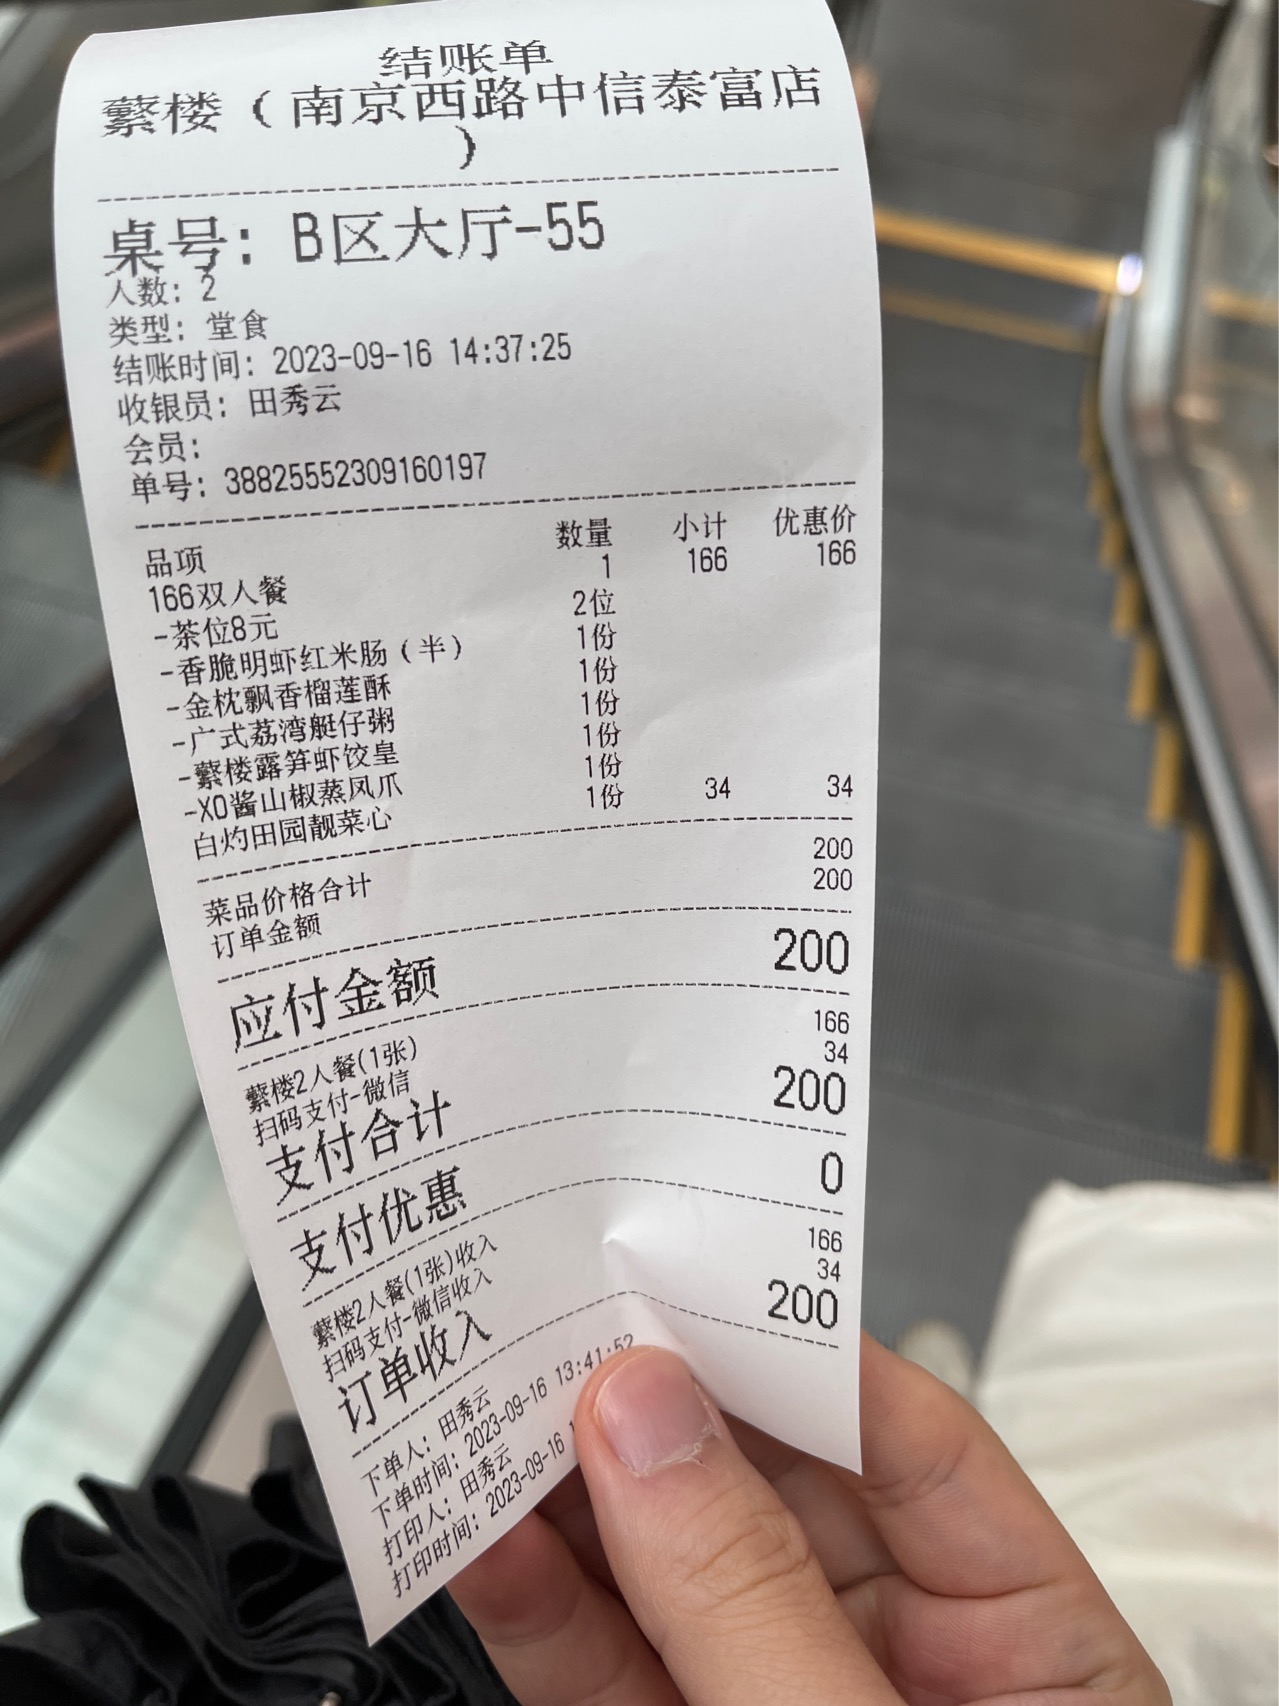 结账单
蘩楼（南京西路中信泰富店
）
桌号：B区大厅-55
人数：2
类型：堂食
结账时间：2023-09-16 14:37:25
收银员：田秀云
会员：
单号：38825552309160197
品项 数量 小计 优惠价
166双人餐 1 166 166
-茶位8元 2位
-香脆明虾红米肠（半） 1份
-金枕飘香榴莲酥 1份
-广式荔湾艇仔粥 1份
-蘩楼露笋虾饺皇 1份
-XO酱山椒蒸凤爪 1份
白灼田园靓菜心 1份 34 34
菜品价格合计 200
订单金额 200
应付金额 200
蘩楼2人餐(1张) 166
扫码支付-微信 34
支付合计 200
支付优惠 0
蘩楼2人餐(1张)收入 166
扫码支付-微信收入 34
订单收入 200
下单人：田秀云
下单时间：2023-09-16 13:41:52
打印人：田秀云
打印时间：2023-09-16